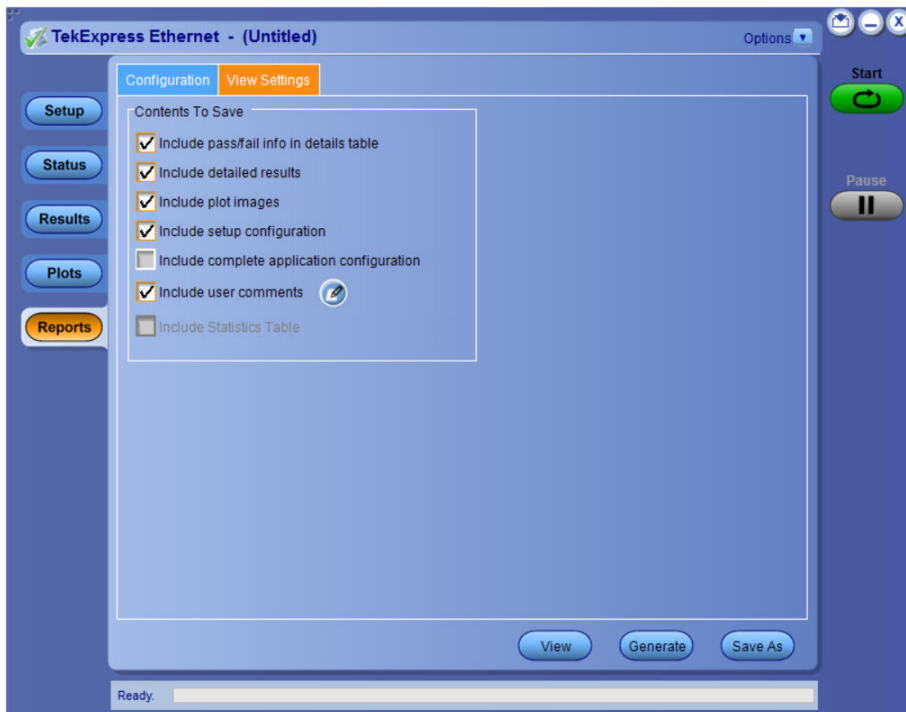 TekExpress Ethernet - (Untitled)
Options
Start
Pause
Setup
Status
Results
Plots
Reports
Configuration
View Settings
Contents To Save
Include pass/fail info in details table
Include detailed results
Include plot images
Include setup configuration
Include complete application configuration
Include user comments
Include Statistics Table
View
Generate
Save As
Ready.